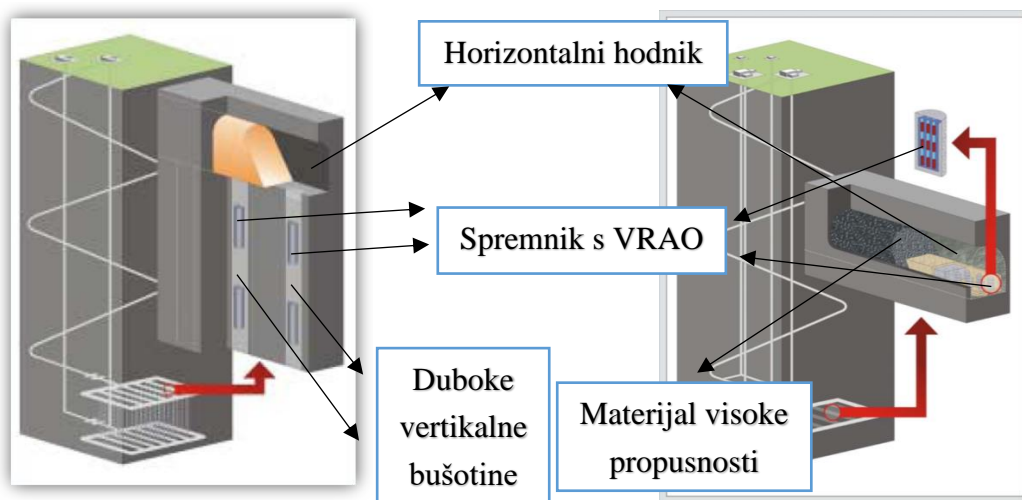 Horizontalni hodnik
Spremnik s VRAO
Duboke
vertikalne
bušotine
Materijal visoke
propusnosti